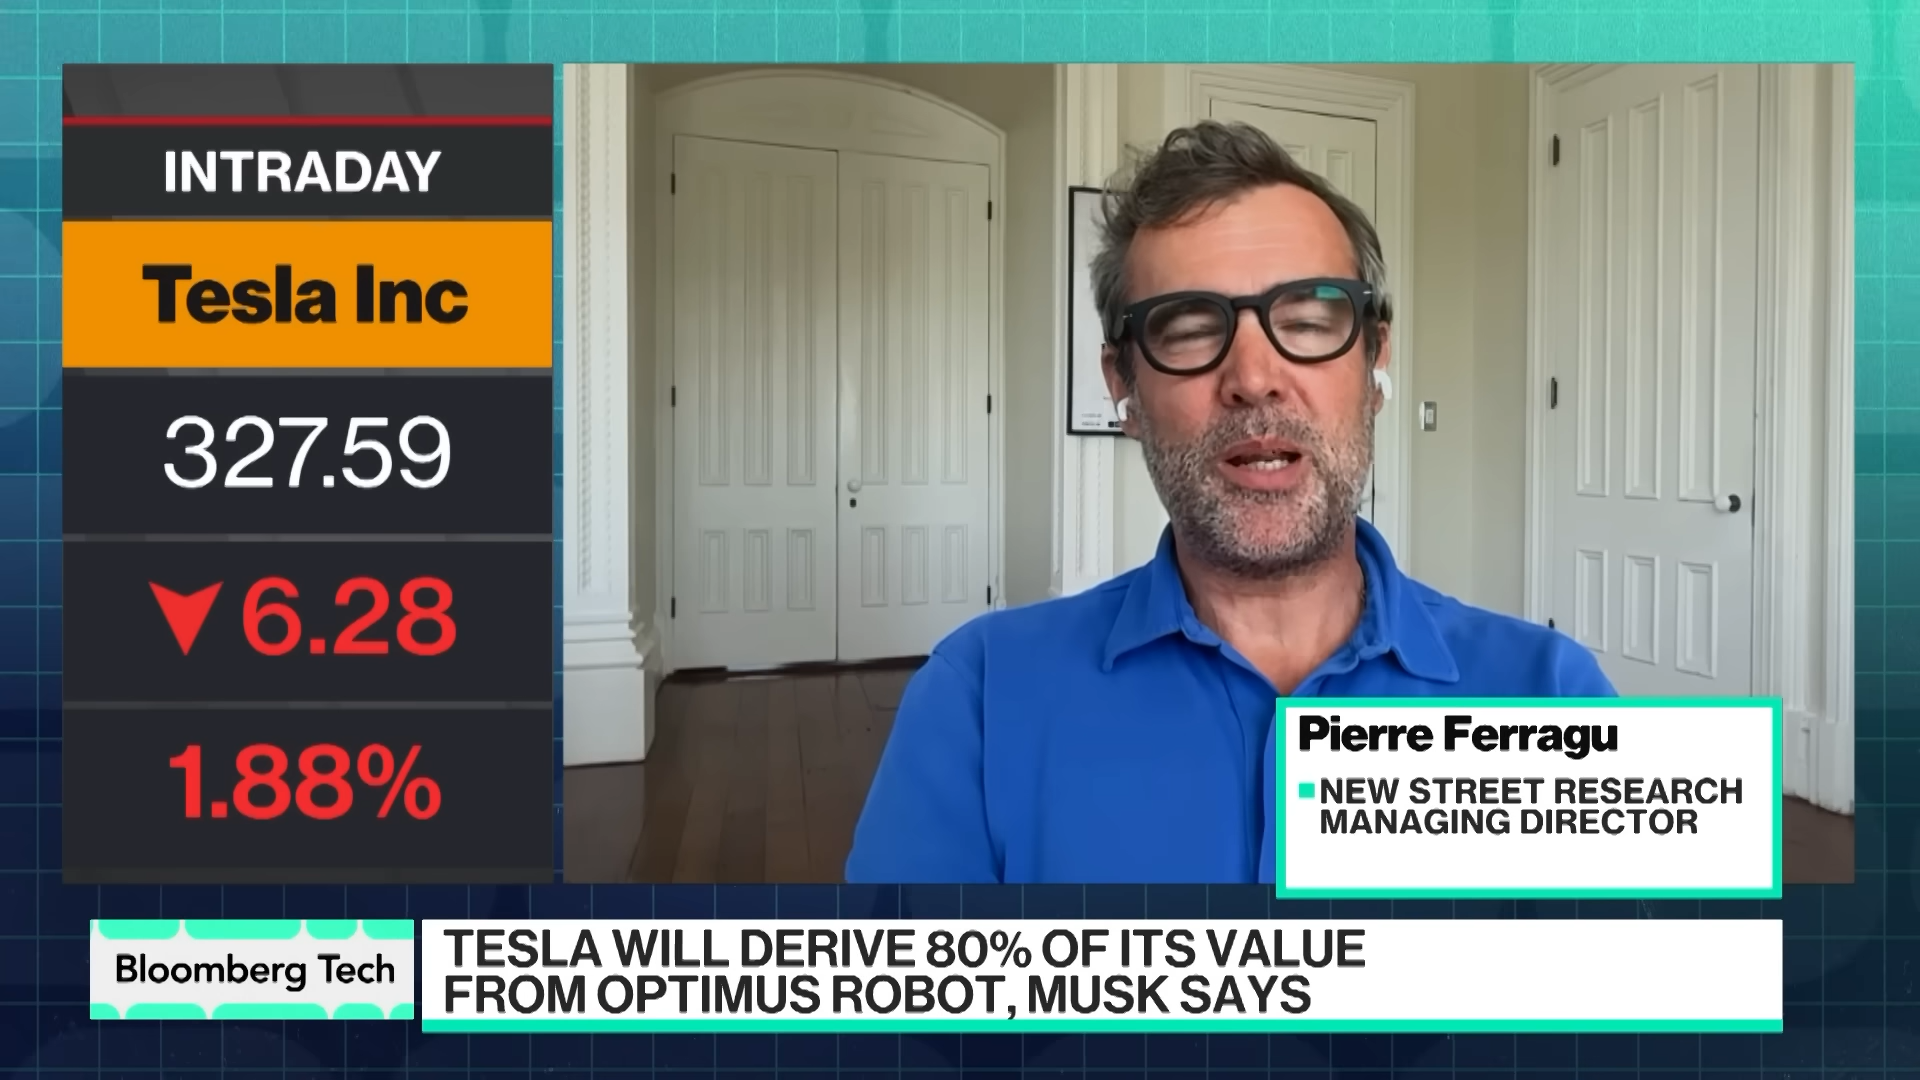 INTRADAY
Tesla Inc
327.59
6.28
1.88%
Pierre Ferragu
NEW STREET RESEARCH
MANAGING DIRECTOR
Bloomberg Tech
TESLA WILL DERIVE 80% OF ITS VALUE
FROM OPTIMUS ROBOT, MUSK SAYS